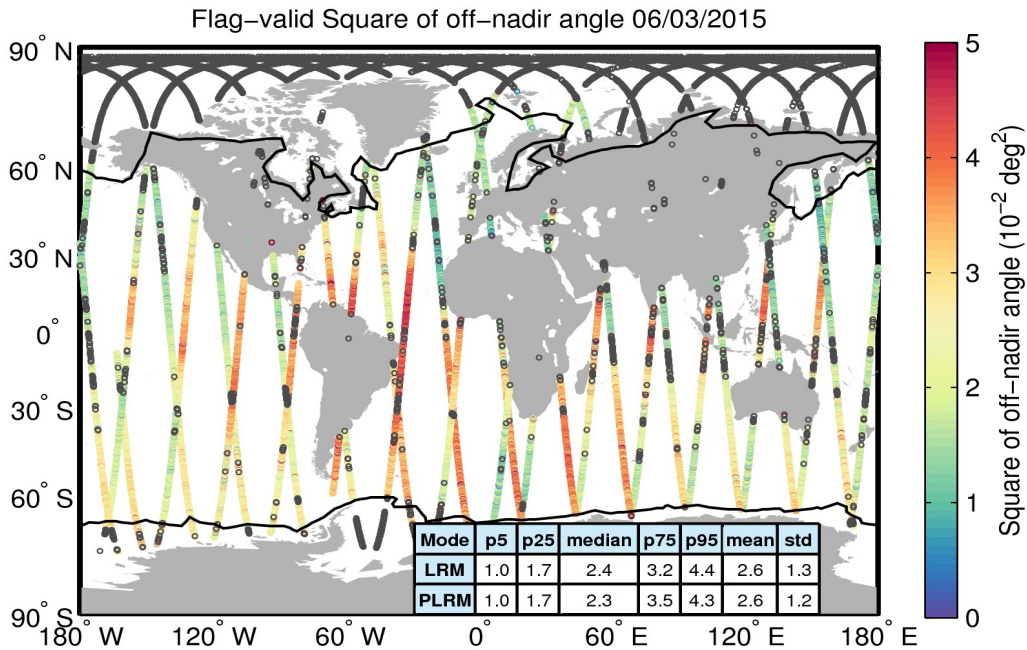 Flag−valid Square of off−nadir angle 06/03/2015
90° N
60° N
30° N
0°
30° S
60° S
90° S
180° W
120° W
60° W
0°
60° E
120° E
180° E
Mode p5 p25 median p75 p95 mean std
LRM 1.0 1.7 2.4 3.2 4.4 2.6 1.3
PLRM 1.0 1.7 2.3 3.5 4.3 2.6 1.2
5
4
3
2
1
0
Square of off−nadir angle (10⁻² deg²)